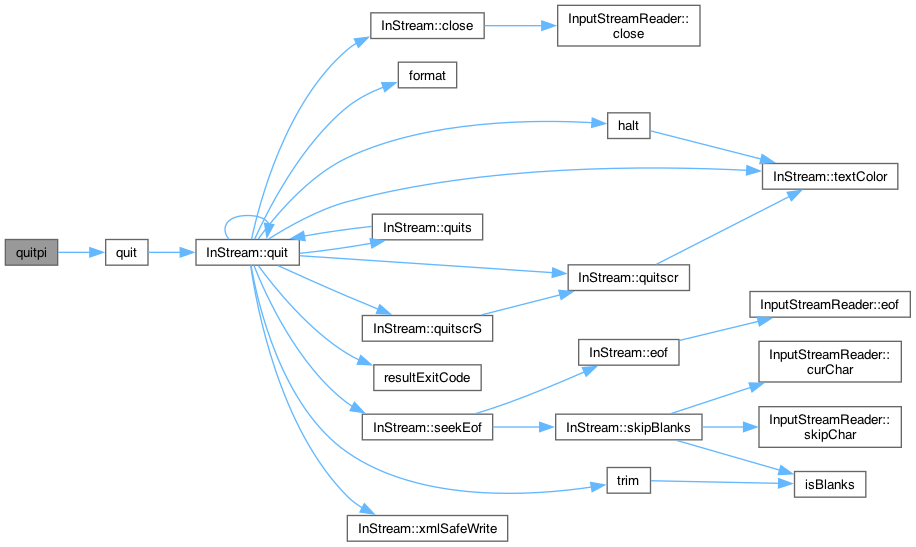 InStream::close
InputStreamReader::
close
format
halt
InStream::textColor
InStream::quits
quitpi
quit
InStream::quit
InStream::quitscr
InStream::quitscrS
InputStreamReader::eof
InStream::eof
InputStreamReader::
curChar
resultExitCode
InStream::seekEof
InStream::skipBlanks
InputStreamReader::
skipChar
trim
isBlanks
InStream::xmlSafeWrite